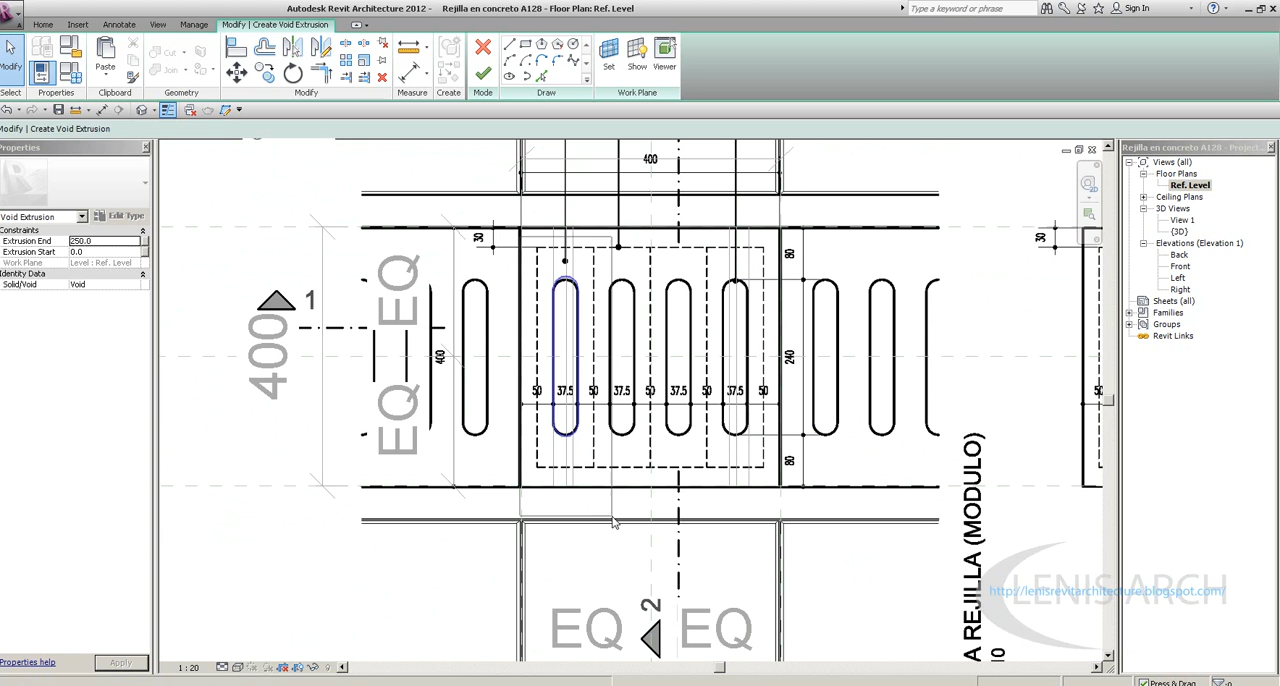 Autodesk Revit Architecture 2012 - Rejilla en concreto A128 - Floor Plan: Ref. Level
Type a keyword or phrase
Sign In
Home Insert Annotate View Manage Modify | Create Void Extrusion
Modify
Paste
Cut
Join
Set Show Viewer
Select Properties Clipboard Geometry Modify Measure Create Mode Draw Work Plane
Modify | Create Void Extrusion
Properties
Void Extrusion
Edit Type
Constraints
Extrusion End 250.0
Extrusion Start 0.0
Work Plane Level : Ref. Level
Identity Data
Solid/Void Void
Properties help
Apply
1 : 20
400
30
30
80
1
EQ
400
400
240
EQ
50 37.5 50 37.5 50 37.5 50 37.5 50
50
80
EQ
2
EQ
A REJILLA (MODULO)
10
LENIS ARCH
http://lenisrevitarchitecture.blogspot.com/
Rejilla en concreto A128 - Project...
Views (all)
Floor Plans
Ref. Level
Ceiling Plans
3D Views
View 1
{3D}
Elevations (Elevation 1)
Back
Front
Left
Right
Sheets (all)
Families
Groups
Revit Links
Press & Drag